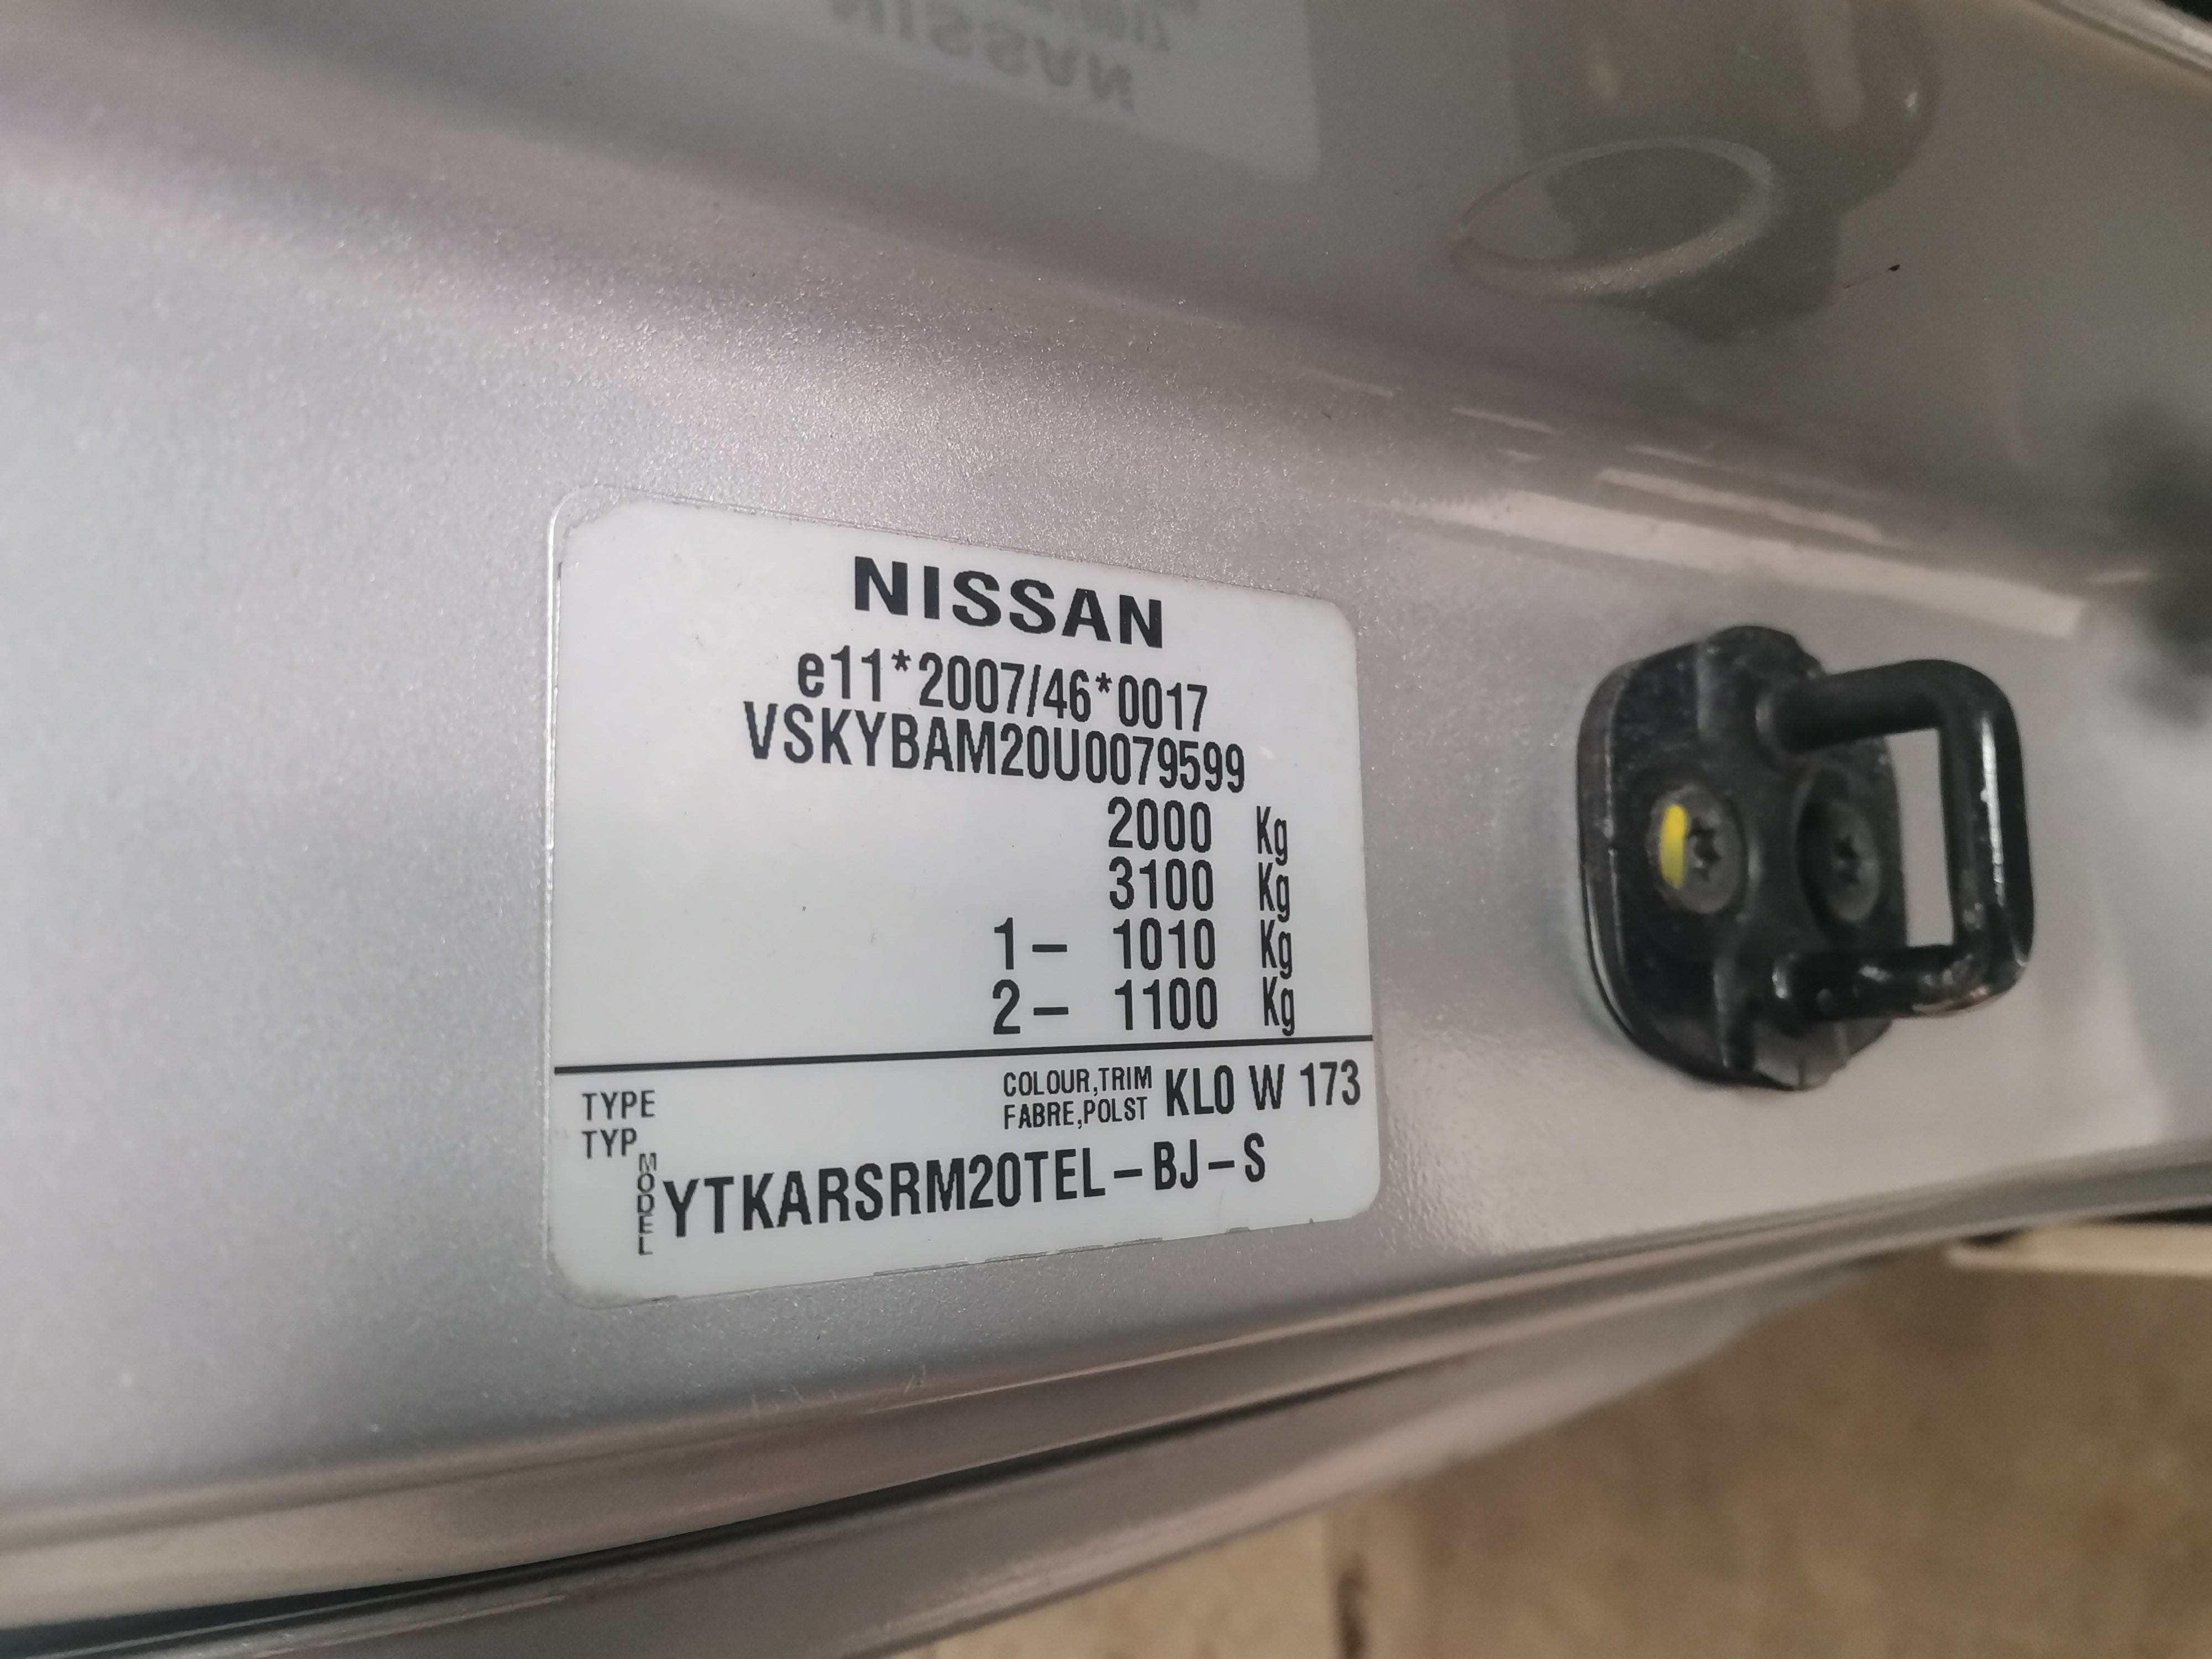 NISSAN
e11*2007/46*0017
VSKYBAM20U0079599
2000 Kg
3100 Kg
1- 1010 Kg
2- 1100 Kg
TYPE COLOUR,TRIM KL0 W 173
TYP FABRE,POLST
MODEL YTKARSRM20TEL-BJ-S
NISSAN